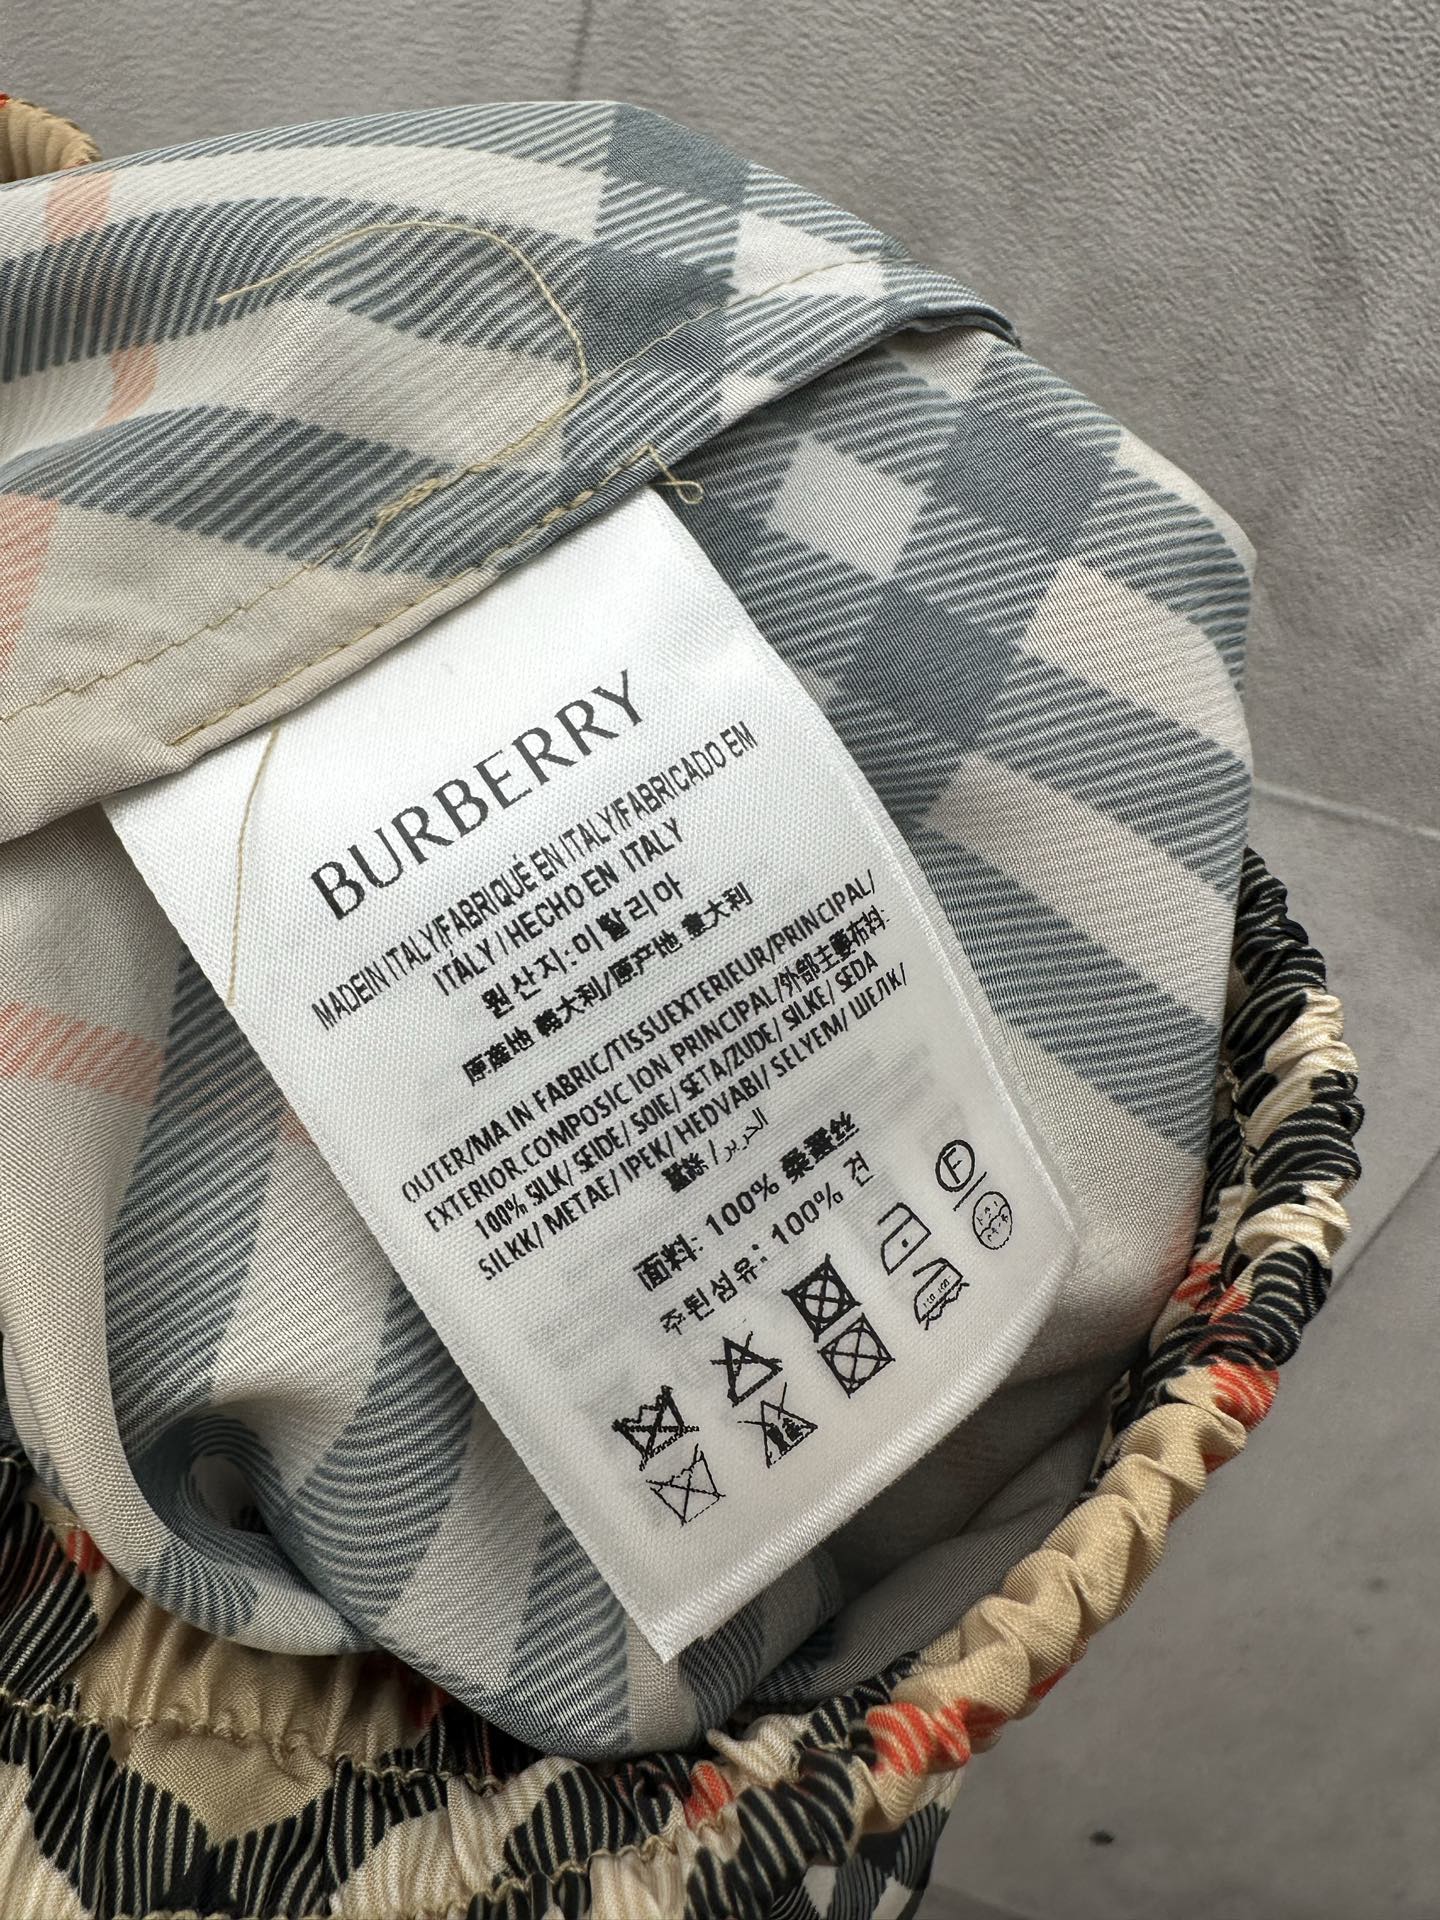 BURBERRY
MADEIN ITALY/FABRIQUÉ EN ITALY/FABRICADO EM
ITÁLY / HECHO EN ITALY
원산지:이탈리아
原產地 義大利/原产地 意大利
OUTER/MA IN FABRIC/TISSUEXTERIEUR/PRINCIPAL/
EXTERIOR.COMPOSIC ION PRINCIPAL/外部主要布料:
100% SILK/ SEIDE/ SOIE/ SETA/ZUDE/ SILKE/ SEDA
SILKK/ METAE/ IPEK/ HEDVABI/ SELYEM/ ШЕЛК/
蠶絲 / الحرير
面料: 100% 桑蚕丝
주된섬유: 100% 견
F